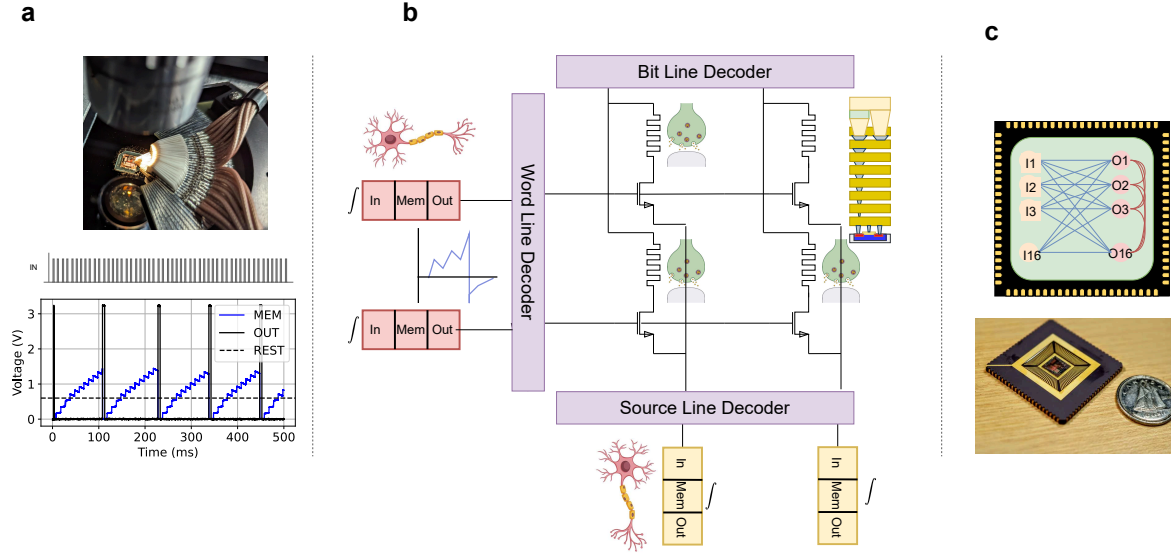 a
b
c
IN
MEM
OUT
REST
Voltage (V)
3
2
1
0
0
100
200
300
400
500
Time (ms)
Bit Line Decoder
Word Line Decoder
∫ In Mem Out
∫ In Mem Out
Source Line Decoder
In Mem Out ∫
In Mem Out ∫
I1
I2
I3
I16
O1
O2
O3
O16